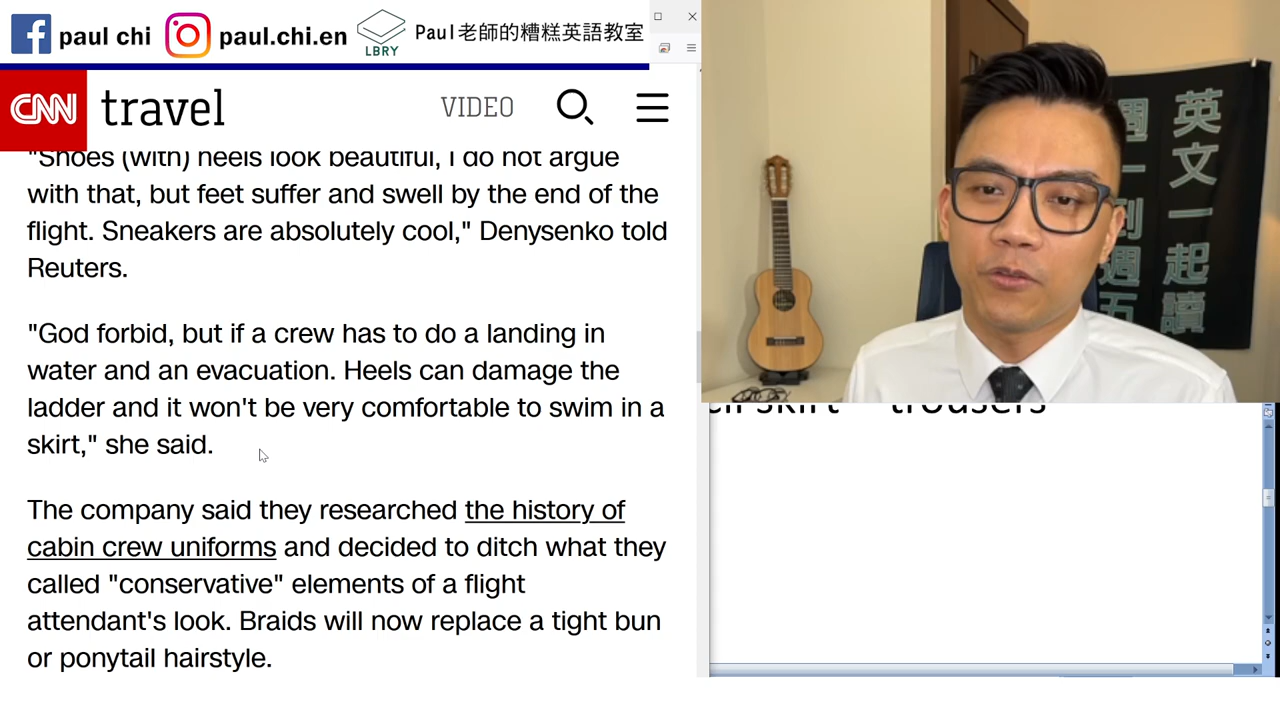 paul chi
paul.chi.en
LBRY
Paul老師的糟糕英語教室
CNN travel
VIDEO
"Shoes (with) heels look beautiful, I do not argue
with that, but feet suffer and swell by the end of the
flight. Sneakers are absolutely cool," Denysenko told
Reuters.
"God forbid, but if a crew has to do a landing in
water and an evacuation. Heels can damage the
ladder and it won't be very comfortable to swim in a
skirt," she said.
The company said they researched the history of
cabin crew uniforms and decided to ditch what they
called "conservative" elements of a flight
attendant's look. Braids will now replace a tight bun
or ponytail hairstyle.
英文一起讀
週一到週五
skirt trousers